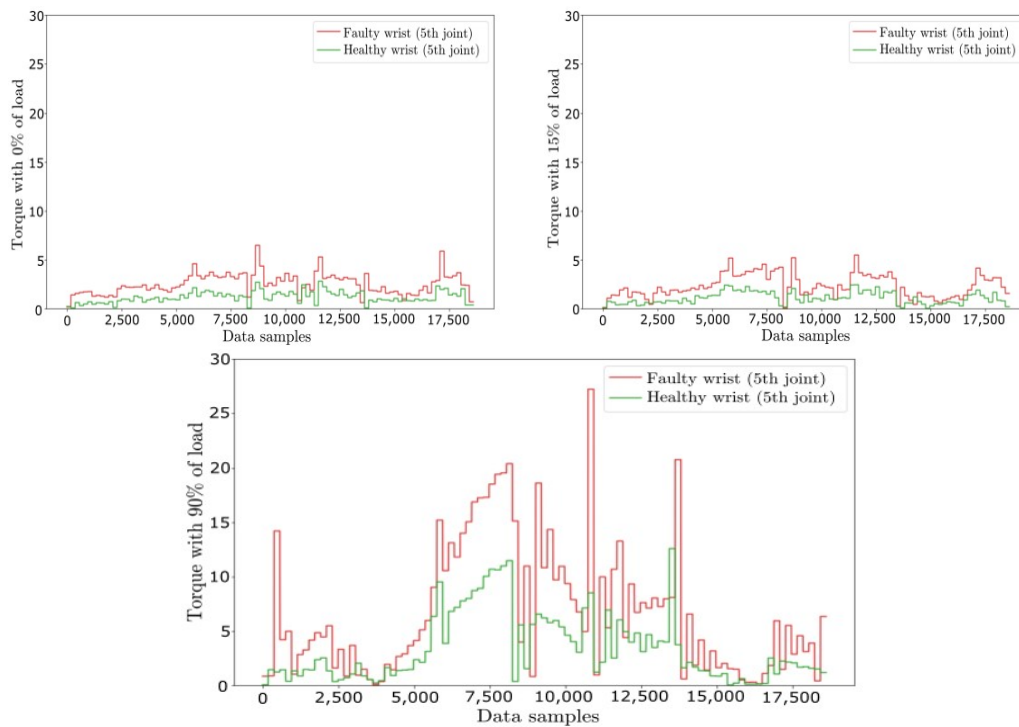 Torque with 0% of load
30
25
20
15
10
5
0
Faulty wrist (5th joint)
Healthy wrist (5th joint)
0 2,500 5,000 7,500 10,000 12,500 15,000 17,500
Data samples
Torque with 15% of load
30
25
20
15
10
5
0
Faulty wrist (5th joint)
Healthy wrist (5th joint)
0 2,500 5,000 7,500 10,000 12,500 15,000 17,500
Data samples
Torque with 90% of load
30
25
20
15
10
5
0
Faulty wrist (5th joint)
Healthy wrist (5th joint)
0 2,500 5,000 7,500 10,000 12,500 15,000 17,500
Data samples